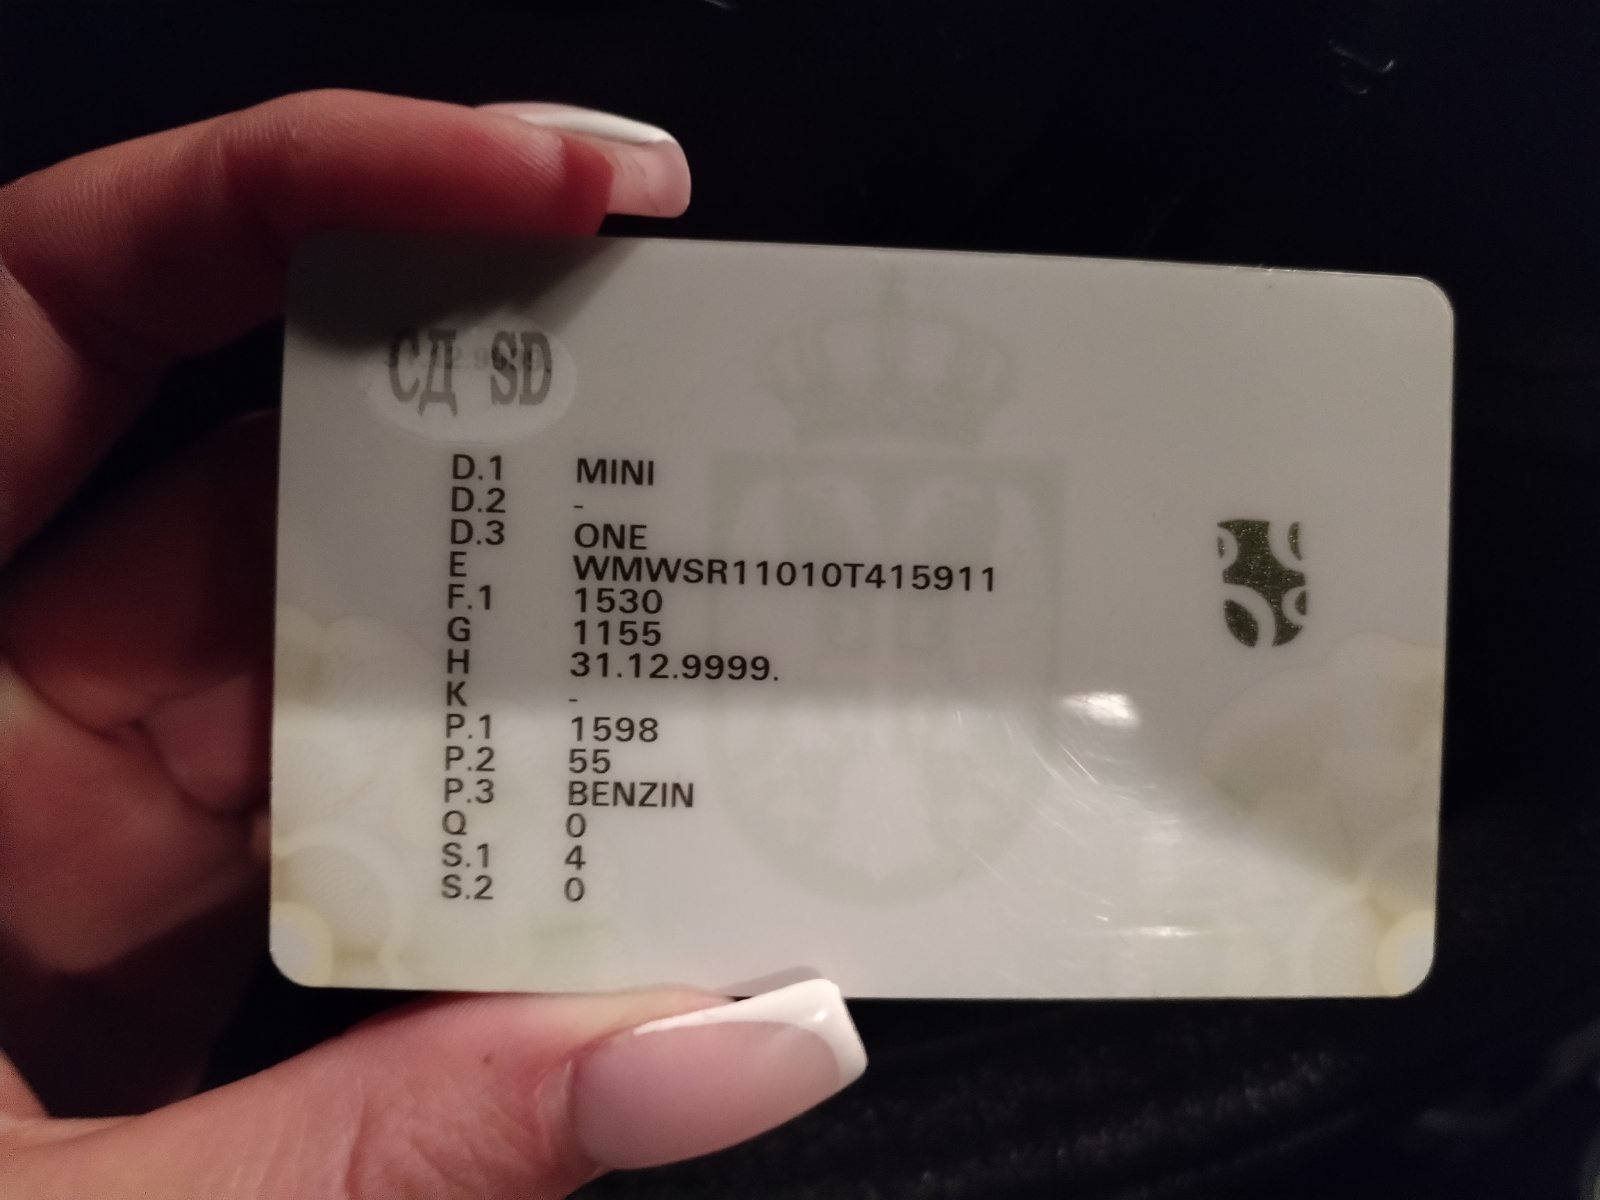 СД SD
D.1 MINI
D.2 -
D.3 ONE
E WMWSR11010T415911
F.1 1530
G 1155
H 31.12.9999.
K -
P.1 1598
P.2 55
P.3 BENZIN
Q 0
S.1 4
S.2 0